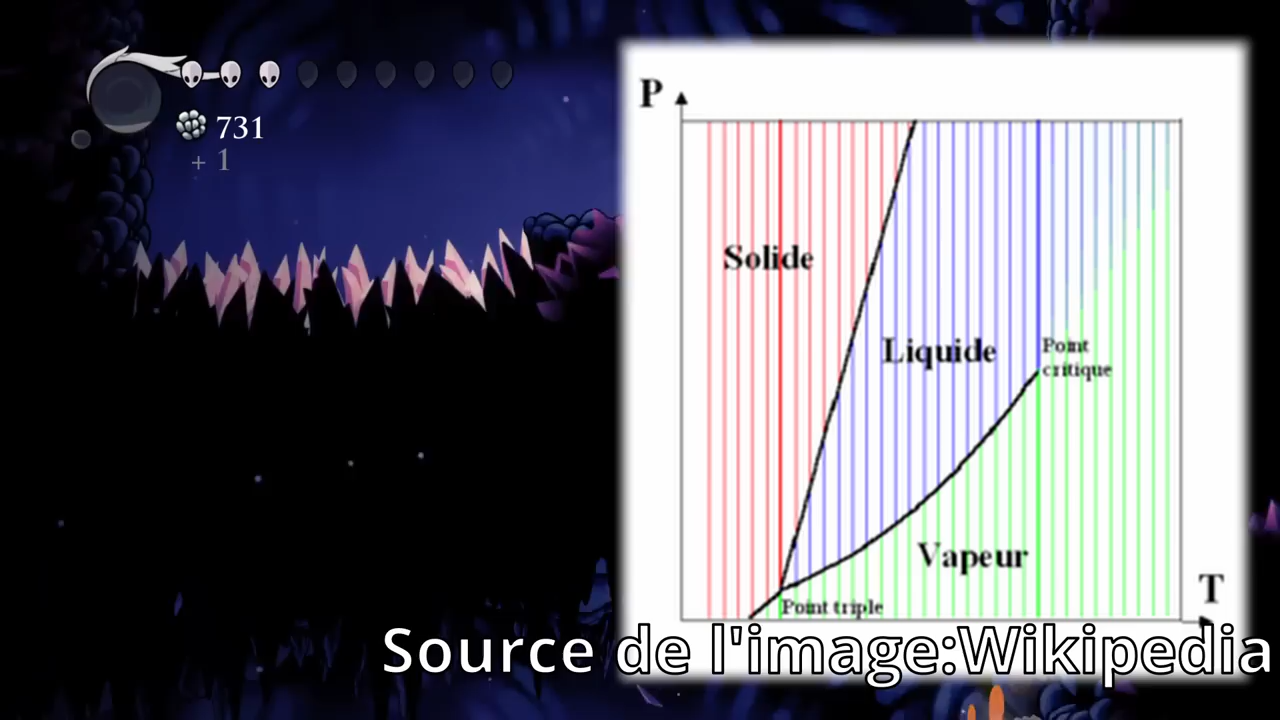 731
+ 1
P
Solide
Liquide
Point
critique
Vapeur
T
Point triple
Source de l'image:Wikipedia